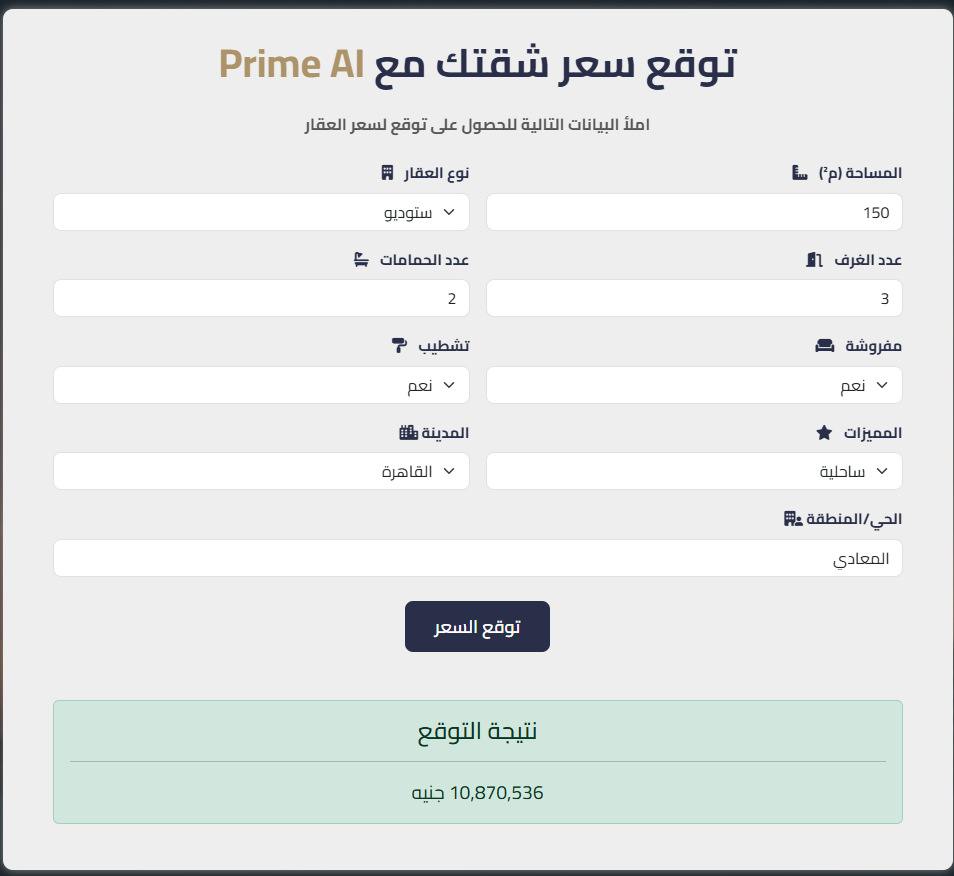 توقع سعر شقتك مع Prime AI
املأ البيانات التالية للحصول على توقع لسعر العقار
المساحة (م²)
150
نوع العقار
ستوديو
عدد الغرف
3
عدد الحمامات
2
مفروشة
نعم
تشطيب
نعم
المميزات
ساحلية
المدينة
القاهرة
الحي/المنطقة
المعادي
توقع السعر
نتيجة التوقع
10,870,536 جنيه